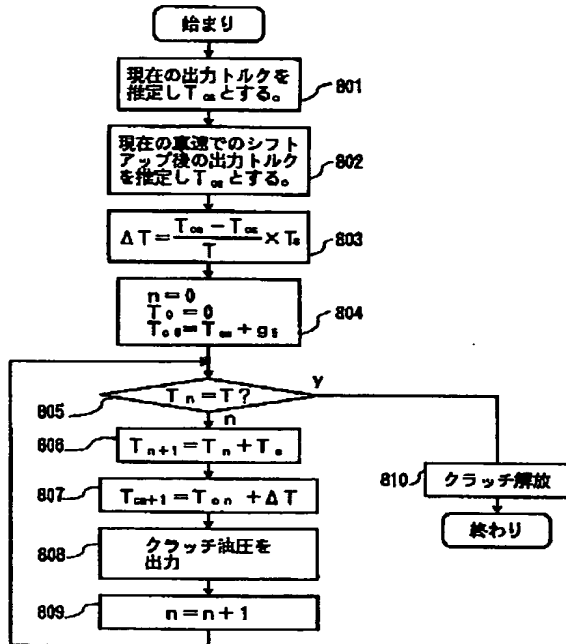 始まり
現在の出力トルクを
推定しTosとする。
801
現在の車速でのシフト
アップ後の出力トルク
を推定しToeとする。
802
ΔT=(Toe−Tos)/T×Ts
803
n=0
T0=0
To0=Tos+gs
804
805
Tn=T?
y
n
806
Tn+1=Tn+Ts
807
Ton+1=Ton+ΔT
808
クラッチ油圧を
出力
809
n=n+1
810
クラッチ解放
終わり